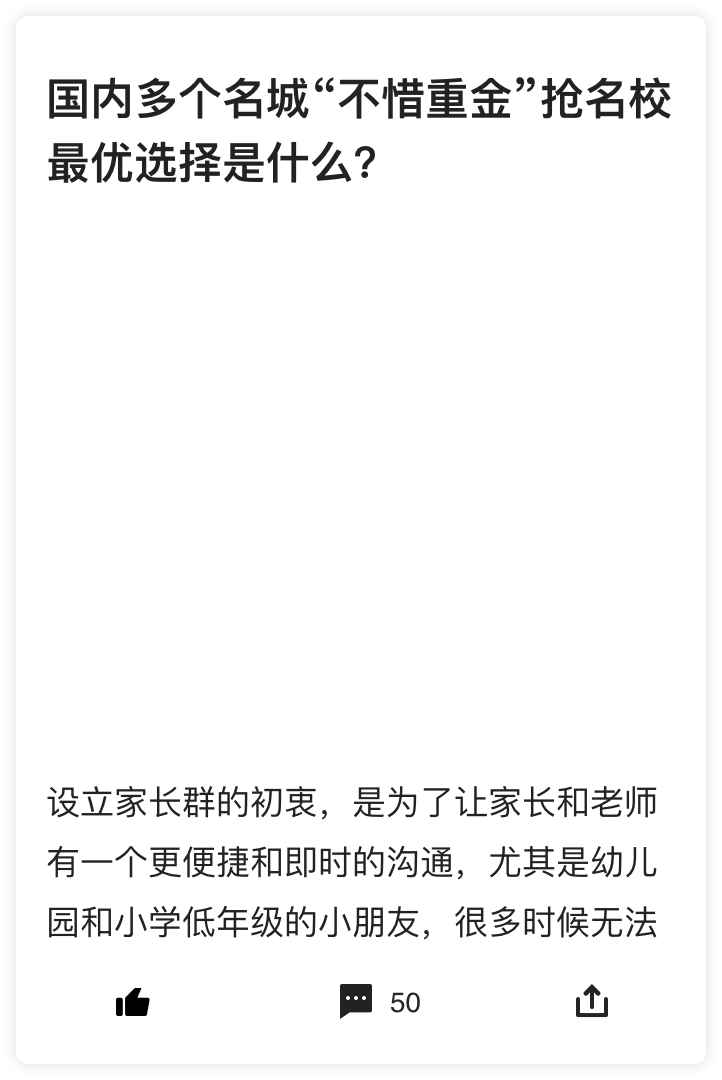 国内多个名城“不惜重金”抢名校
最优选择是什么?
设立家长群的初衷，是为了让家长和老师
有一个更便捷和即时的沟通，尤其是幼儿
园和小学低年级的小朋友，很多时候无法
50